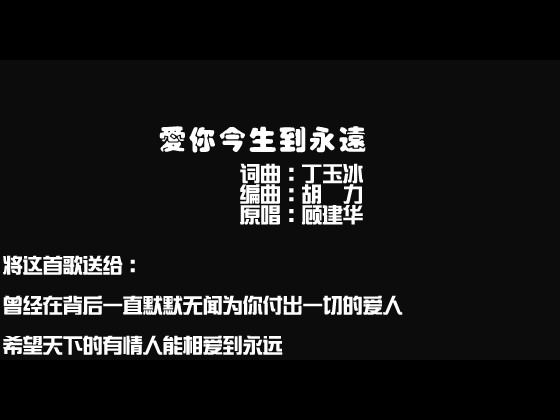 愛你今生到永遠
词曲：丁玉冰
编曲：胡　力
原唱：顾建华
将这首歌送给：
曾经在背后一直默默无闻为你付出一切的爱人
希望天下的有情人能相爱到永远